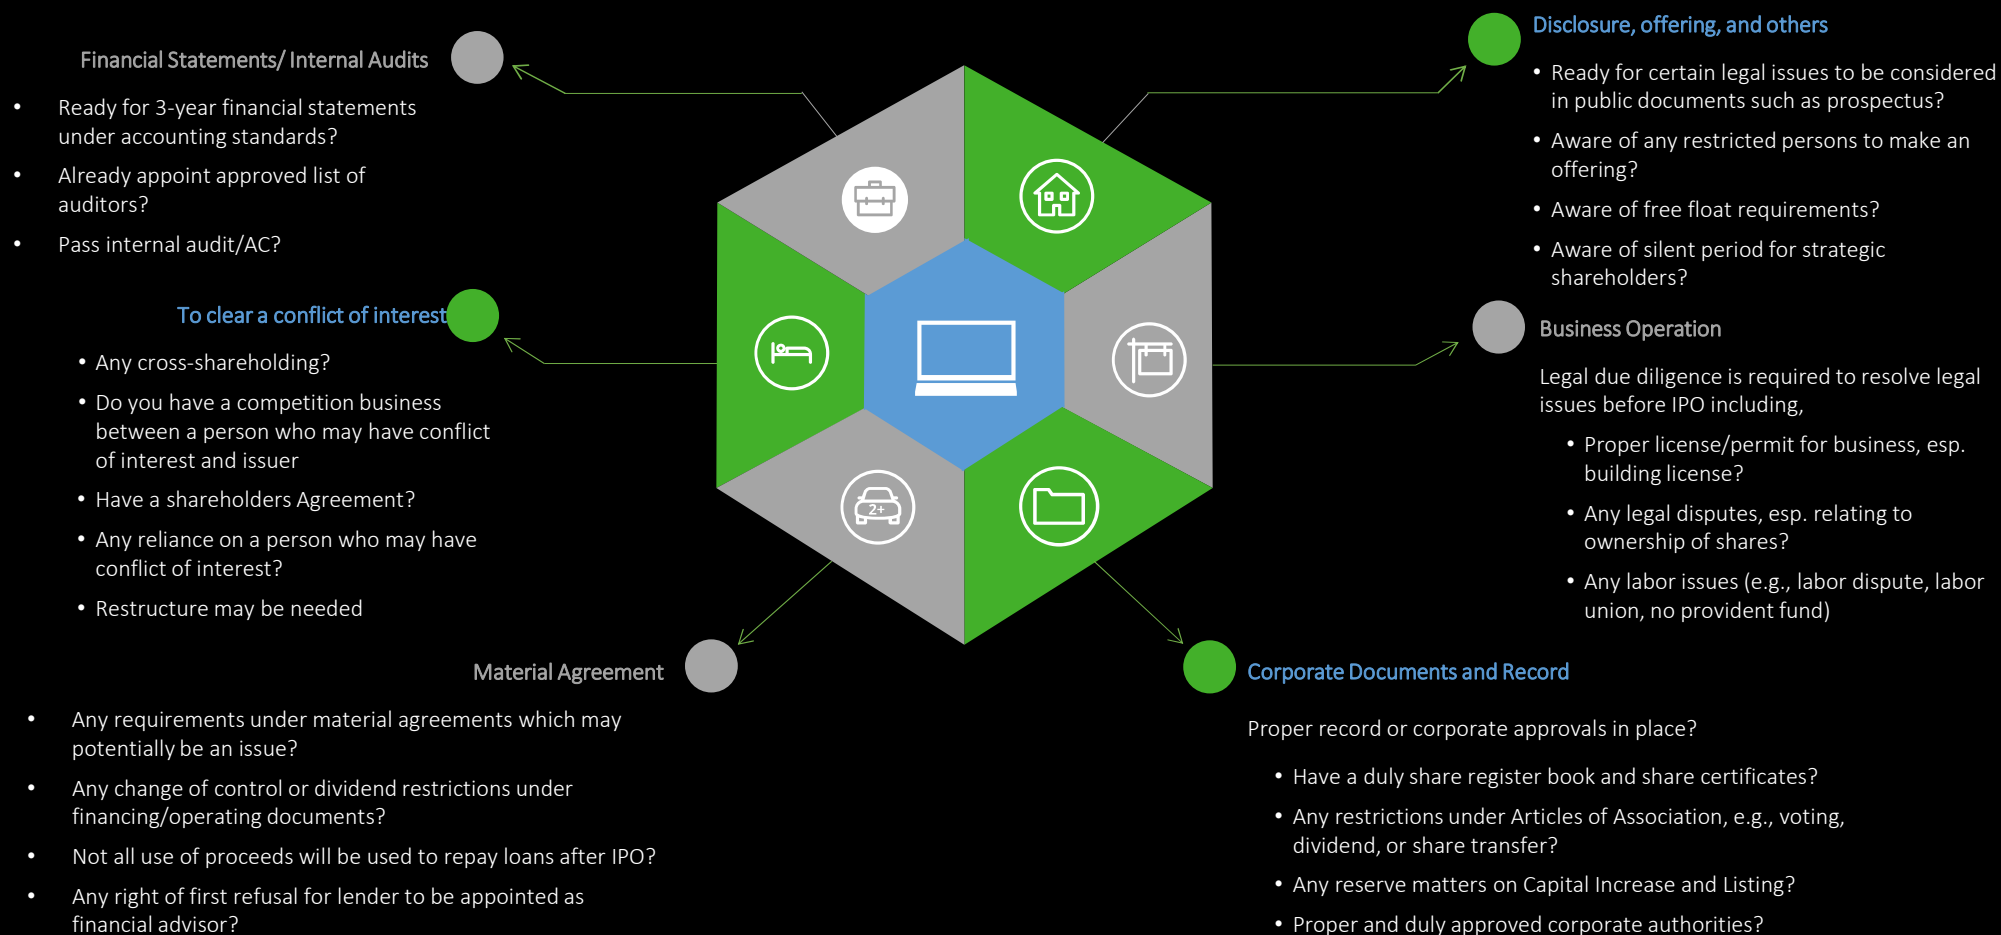 Financial Statements/ Internal Audits
• Ready for 3-year financial statements
under accounting standards?
• Already appoint approved list of
auditors?
• Pass internal audit/AC?
To clear a conflict of interest
• Any cross-shareholding?
• Do you have a competition business
between a person who may have conflict
of interest and issuer
• Have a shareholders Agreement?
• Any reliance on a person who may have
conflict of interest?
• Restructure may be needed
Material Agreement
• Any requirements under material agreements which may
potentially be an issue?
• Any change of control or dividend restrictions under
financing/operating documents?
• Not all use of proceeds will be used to repay loans after IPO?
• Any right of first refusal for lender to be appointed as
financial advisor?
2+
Disclosure, offering, and others
• Ready for certain legal issues to be considered
in public documents such as prospectus?
• Aware of any restricted persons to make an
offering?
• Aware of free float requirements?
• Aware of silent period for strategic
shareholders?
Business Operation
Legal due diligence is required to resolve legal
issues before IPO including,
• Proper license/permit for business, esp.
building license?
• Any legal disputes, esp. relating to
ownership of shares?
• Any labor issues (e.g., labor dispute, labor
union, no provident fund)
Corporate Documents and Record
Proper record or corporate approvals in place?
• Have a duly share register book and share certificates?
• Any restrictions under Articles of Association, e.g., voting,
dividend, or share transfer?
• Any reserve matters on Capital Increase and Listing?
• Proper and duly approved corporate authorities?